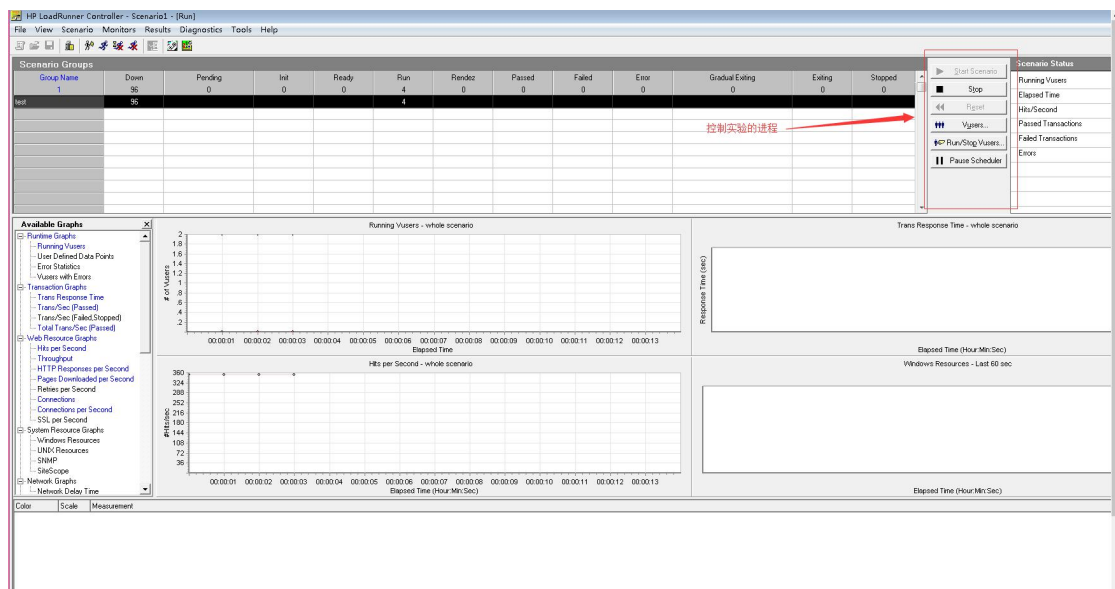 HP LoadRunner Controller - Scenario1 - [Run]
File View Scenario Monitors Results Diagnostics Tools Help
Scenario Groups
Group Name Down Pending Init Ready Run Rendez Passed Failed Error Gradual Exiting Exiting Stopped
1 96 0 0 0 4 0 0 0 0 0 0 0
test 96 4
控制实验的进程
Start Scenario
Stop
Reset
Vusers...
Run/Stop Vusers...
Pause Scheduler
Scenario Status
Running Vusers
Elapsed Time
Hits/Second
Passed Transactions
Failed Transactions
Errors
Available Graphs
Runtime Graphs
Running Vusers
User Defined Data Points
Error Statistics
Vusers with Errors
Transaction Graphs
Trans Response Time
Trans/Sec (Passed)
Trans/Sec (Failed,Stopped)
Total Trans/Sec (Passed)
Web Resource Graphs
Hits per Second
Throughput
HTTP Responses per Second
Pages Downloaded per Second
Retries per Second
Connections
Connections per Second
SSL per Second
System Resource Graphs
Windows Resources
UNIX Resources
SNMP
SiteScope
Network Graphs
Network Delay Time
Running Vusers - whole scenario
# of Vusers
2
1.8
1.6
1.4
1.2
1
.8
.6
.4
.2
00:00:01 00:00:02 00:00:03 00:00:04 00:00:05 00:00:06 00:00:07 00:00:08 00:00:09 00:00:10 00:00:11 00:00:12 00:00:13
Elapsed Time
Trans Response Time - whole scenario
Response Time (sec)
Elapsed Time (Hour:Min:Sec)
Hits per Second - whole scenario
#Hits/sec
360
324
288
252
216
180
144
108
72
36
00:00:01 00:00:02 00:00:03 00:00:04 00:00:05 00:00:06 00:00:07 00:00:08 00:00:09 00:00:10 00:00:11 00:00:12 00:00:13
Elapsed Time (Hour:Min:Sec)
Windows Resources - Last 60 sec
Elapsed Time (Hour:Min:Sec)
Color Scale Measurement